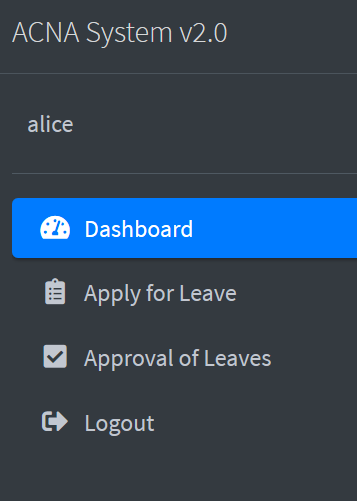 ACNA System v2.0
alice
Dashboard
Apply for Leave
Approval of Leaves
Logout